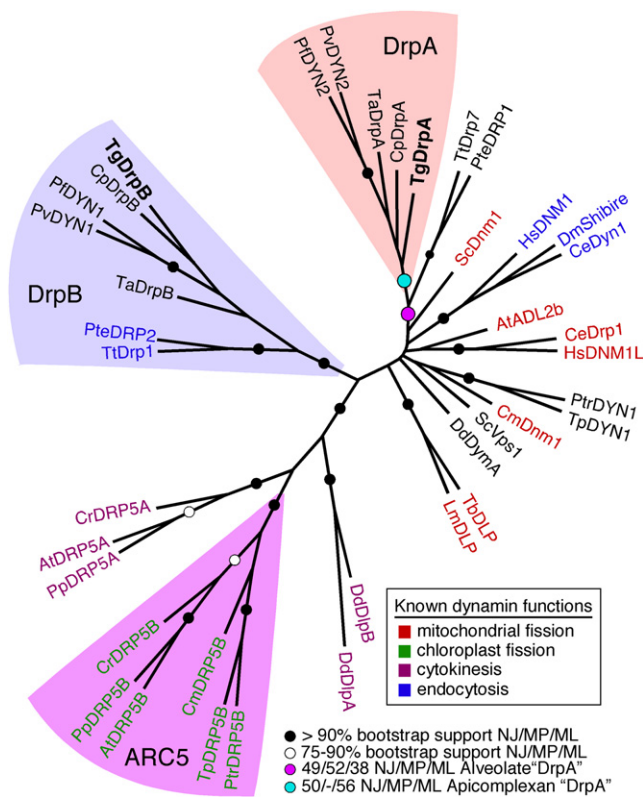 DrpA
PfDYN2
PvDYN2
TaDrpA
CpDrpA
TgDrpA
TtDrp7
PteDRP1
ScDnm1
HsDNM1
DmShibire
CeDyn1
AtADL2b
CeDrp1
HsDNM1L
PtrDYN1
TpDYN1
CmDnm1
ScVps1
DdDymA
TbDLP
LmDLP
DrpB
TgDrpB
CpDrpB
PfDYN1
PvDYN1
TaDrpB
PteDRP2
TtDrp1
CrDRP5A
AtDRP5A
PpDRP5A
DdDlpB
DdDlpA
CrDRP5B
PpDRP5B
AtDRP5B
CmDRP5B
TpDRP5B
PtrDRP5B
ARC5
Known dynamin functions
mitochondrial fission
chloroplast fission
cytokinesis
endocytosis
> 90% bootstrap support NJ/MP/ML
75-90% bootstrap support NJ/MP/ML
49/52/38 NJ/MP/ML Alveolate"DrpA"
50/-/56 NJ/MP/ML Apicomplexan "DrpA"